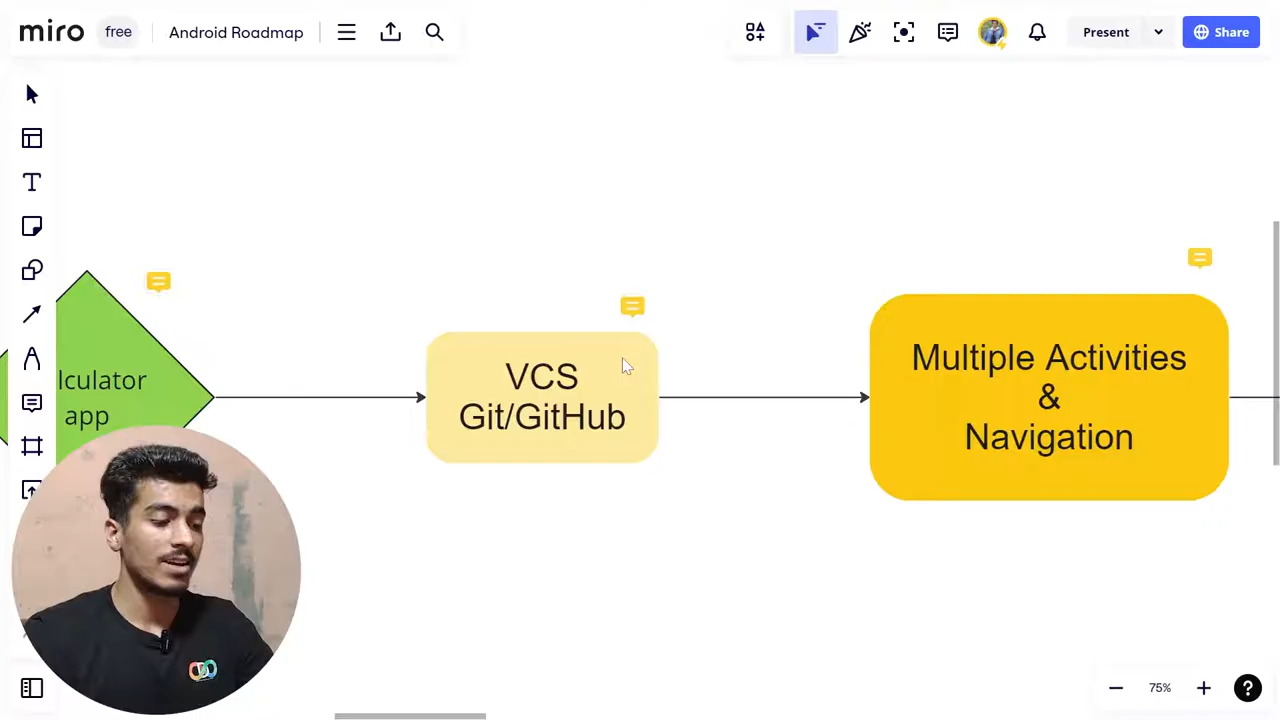 miro free Android Roadmap Present Share
lculator
app
VCS
Git/GitHub
Multiple Activities
&
Navigation
75%